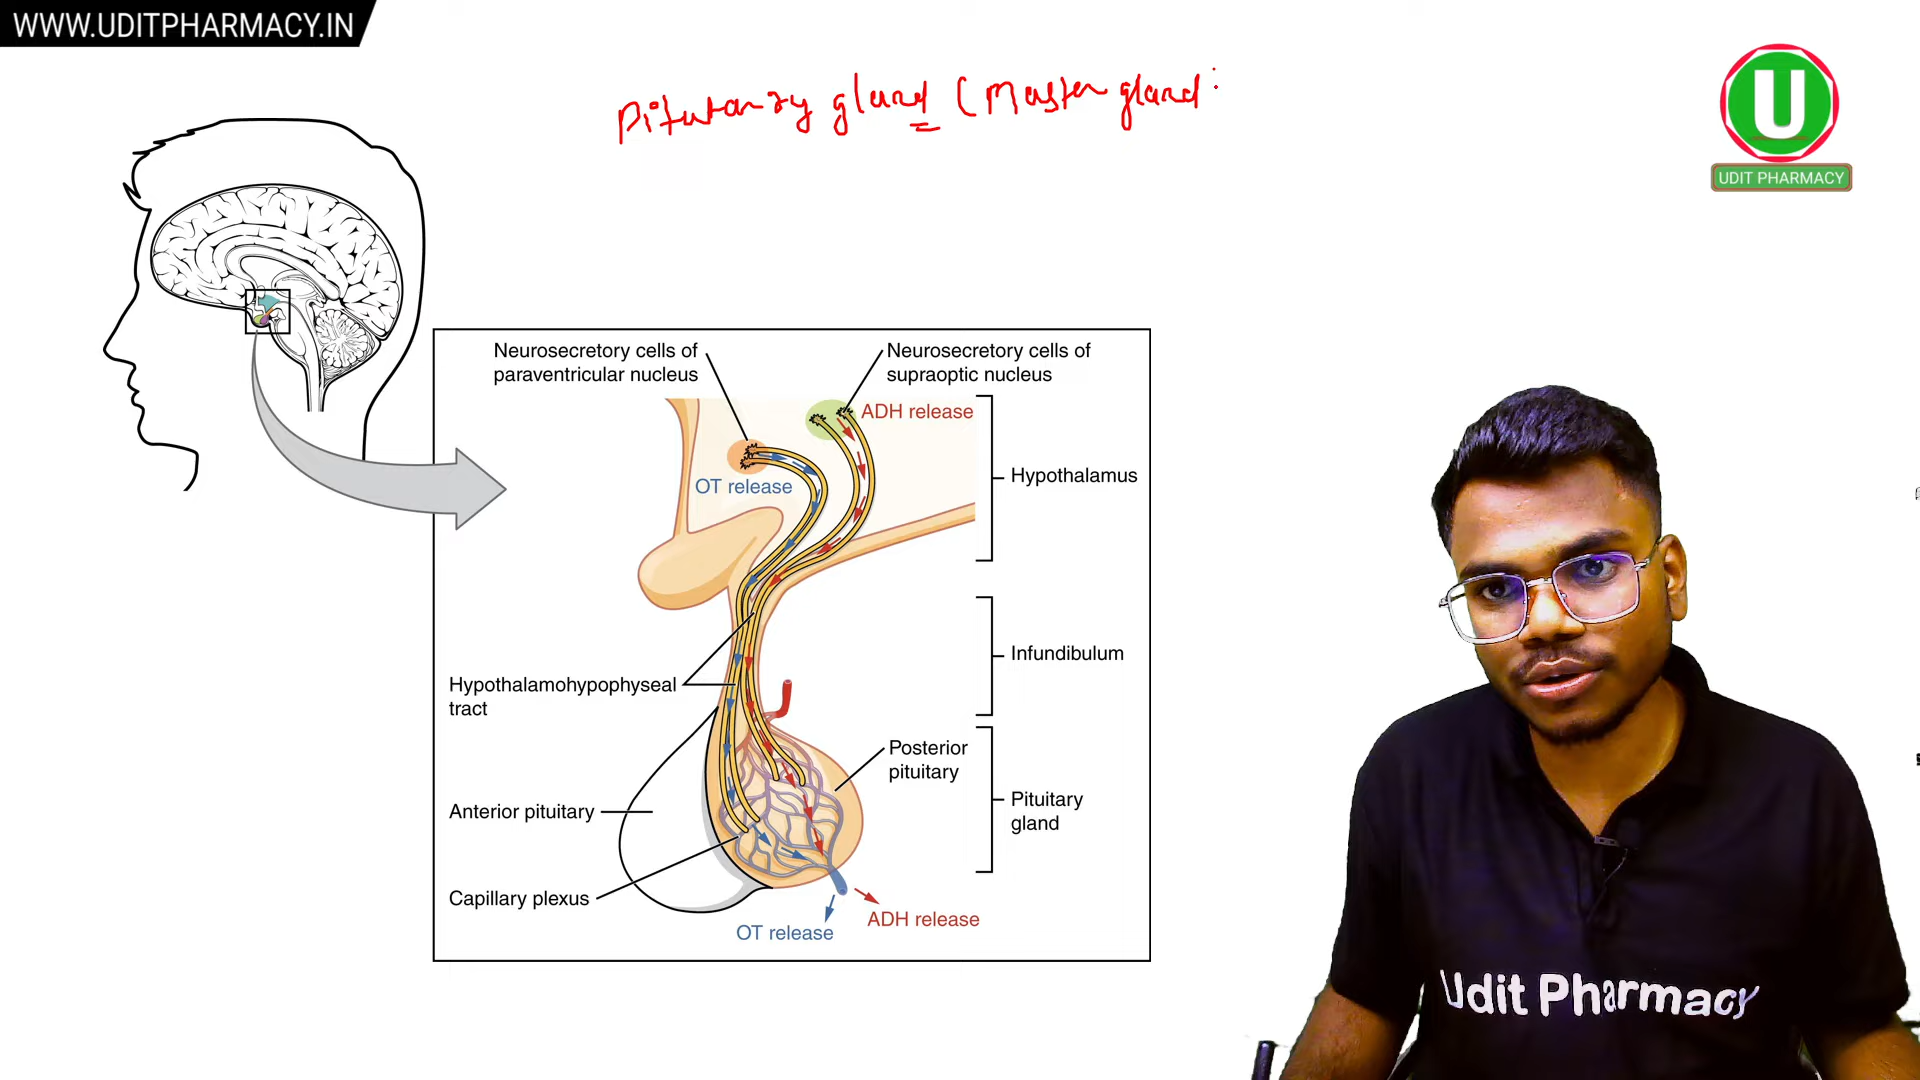 WWW.UDITPHARMACY.IN
Pitutary gland (Master gland
U
UDIT PHARMACY
Neurosecretory cells of
paraventricular nucleus
Neurosecretory cells of
supraoptic nucleus
ADH release
OT release
Hypothalamus
Infundibulum
Hypothalamohypophyseal
tract
Posterior
pituitary
Pituitary
gland
Anterior pituitary
Capillary plexus
ADH release
OT release
Udit Pharmacy